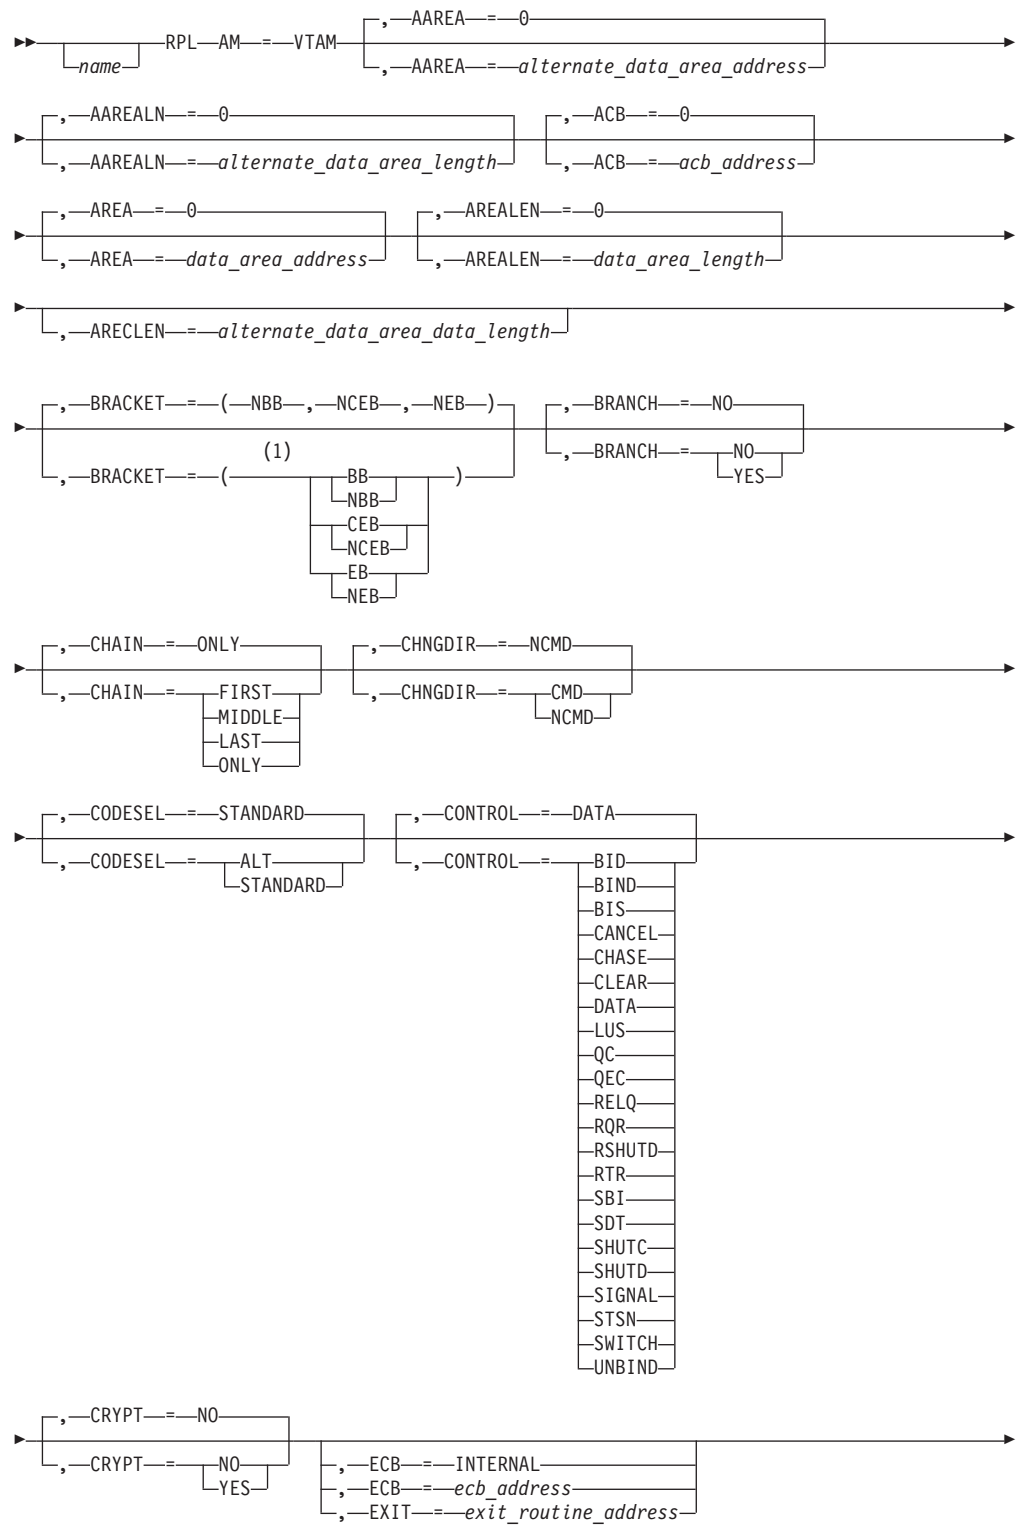 , AAREA = 0
name RPL AM = VTAM
, AAREA = alternate_data_area_address
, AAREALN = 0 , ACB = 0
, AAREALN = alternate_data_area_length , ACB = acb_address
, AREA = 0 , AREALEN = 0
, AREA = data_area_address , AREALEN = data_area_length
, ARECLEN = alternate_data_area_data_length
, BRACKET = ( NBB , NCEB , NEB ) , BRANCH = NO
(1)
, BRACKET = ( BB ) , BRANCH = NO
NBB YES
CEB
NCEB
EB
NEB
, CHAIN = ONLY , CHNGDIR = NCMD
, CHAIN = FIRST , CHNGDIR = CMD
MIDDLE NCMD
LAST
ONLY
, CODESEL = STANDARD , CONTROL = DATA
, CODESEL = ALT , CONTROL = BID
STANDARD BIND
BIS
CANCEL
CHASE
CLEAR
DATA
LUS
QC
QEC
RELQ
RQR
RSHUTD
RTR
SBI
SDT
SHUTC
SHUTD
SIGNAL
STSN
SWITCH
UNBIND
, CRYPT = NO
, CRYPT = NO , ECB = INTERNAL
YES , ECB = ecb_address
, EXIT = exit_routine_address